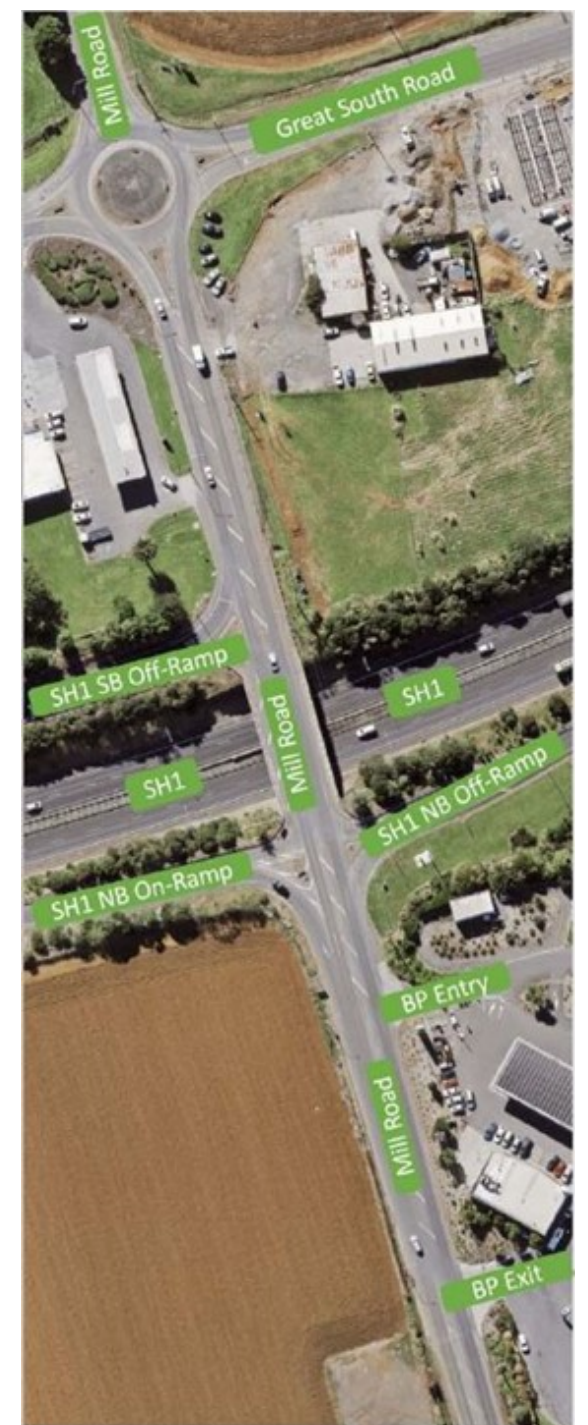 Mill Road
Great South Road
SH1 SB Off-Ramp
SH1
Mill Road
SH1
SH1 NB Off-Ramp
SH1 NB On-Ramp
BP Entry
Mill Road
BP Exit